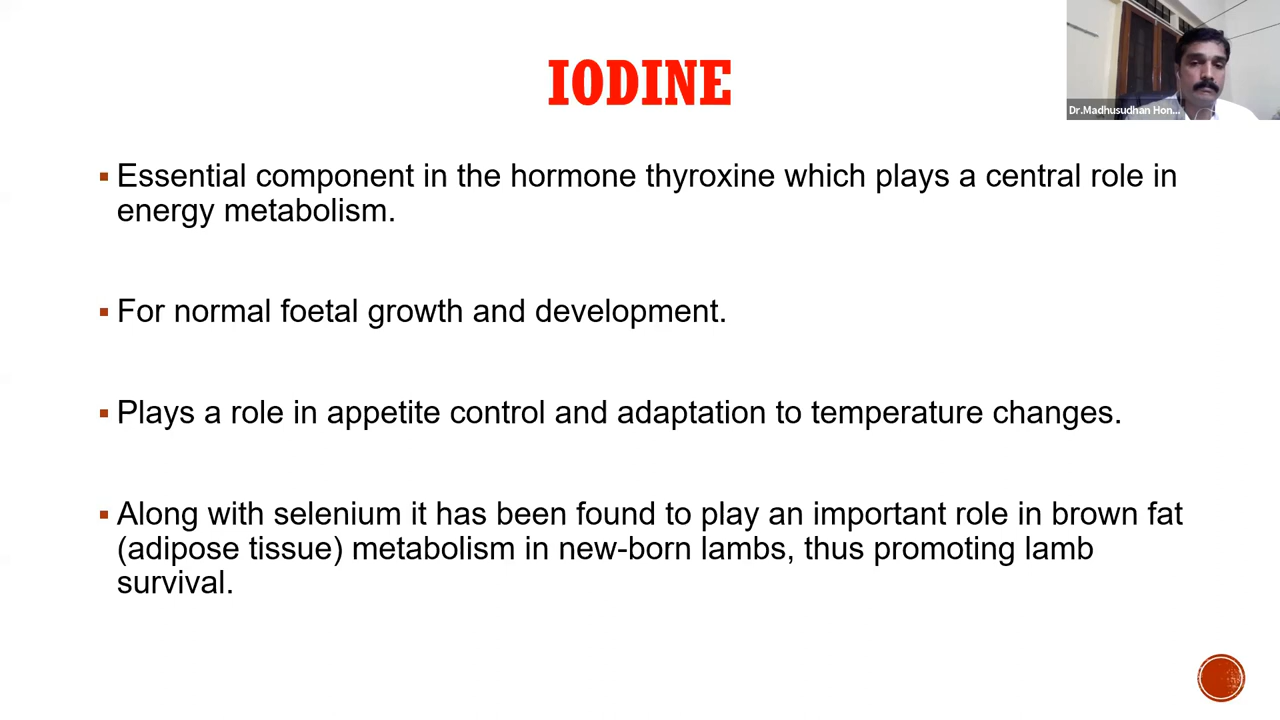 IODINE
Dr.Madhusudhan Hon...
▪ Essential component in the hormone thyroxine which plays a central role in
energy metabolism.
▪ For normal foetal growth and development.
▪ Plays a role in appetite control and adaptation to temperature changes.
▪ Along with selenium it has been found to play an important role in brown fat
(adipose tissue) metabolism in new-born lambs, thus promoting lamb
survival.